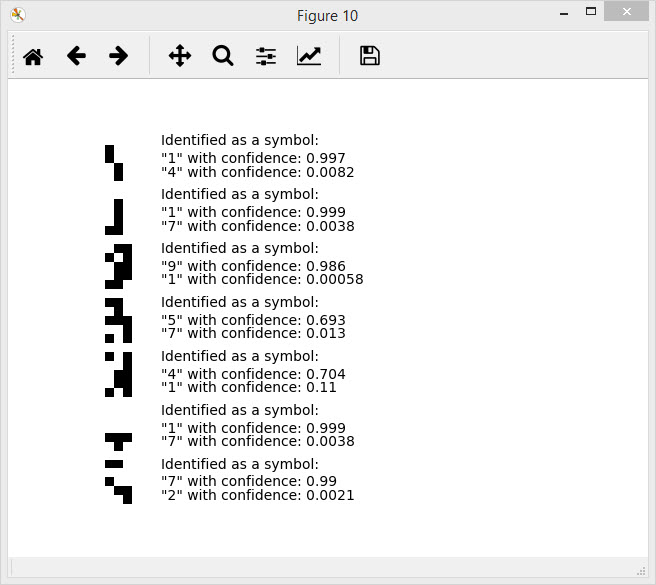 Figure 10
Identified as a symbol:
"1" with confidence: 0.997
"4" with confidence: 0.0082
Identified as a symbol:
"1" with confidence: 0.999
"7" with confidence: 0.0038
Identified as a symbol:
"9" with confidence: 0.986
"1" with confidence: 0.00058
Identified as a symbol:
"5" with confidence: 0.693
"7" with confidence: 0.013
Identified as a symbol:
"4" with confidence: 0.704
"1" with confidence: 0.11
Identified as a symbol:
"1" with confidence: 0.999
"7" with confidence: 0.0038
Identified as a symbol:
"7" with confidence: 0.99
"2" with confidence: 0.0021